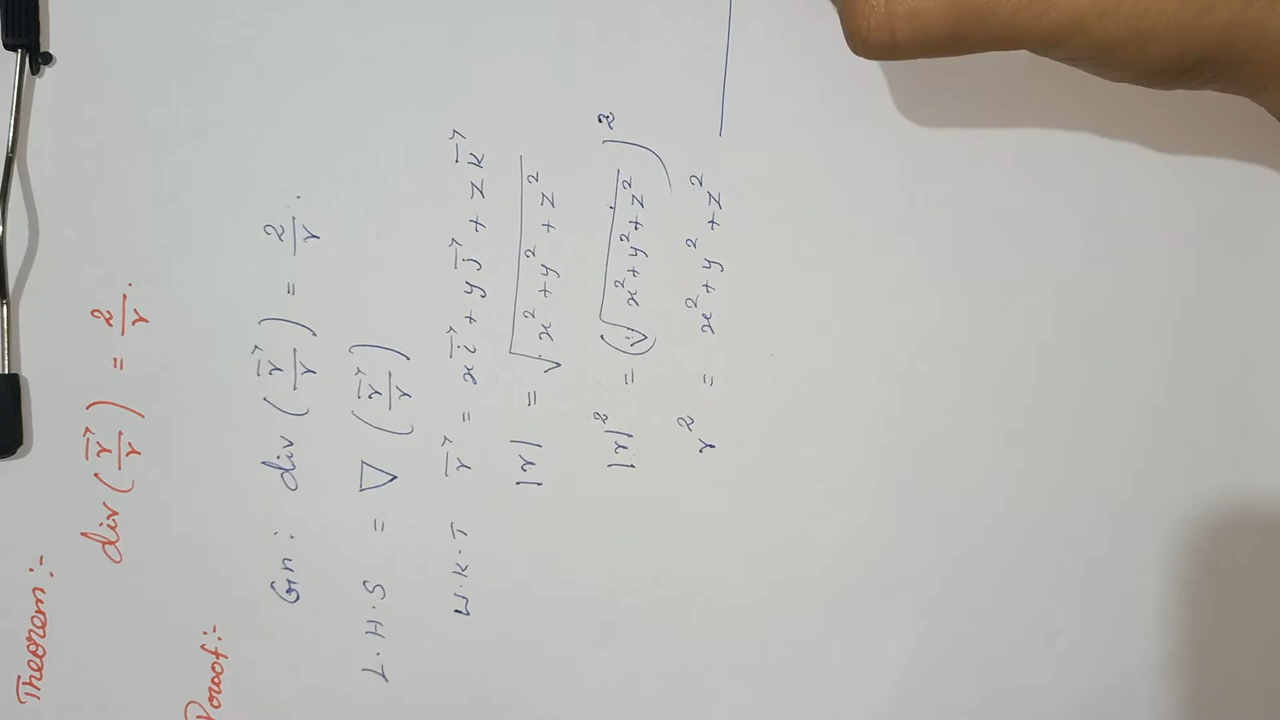 Theorem:-
div (r⃗/r) = 2/r.
Proof:-
Gn: div (r⃗/r) = 2/r.
L.H.S = ∇ (r⃗/r)
W.K.T r⃗ = x i⃗ + y j⃗ + z k⃗
|r| = √(x² + y² + z²)
|r|² = (√(x² + y² + z²))²
r² = x² + y² + z²